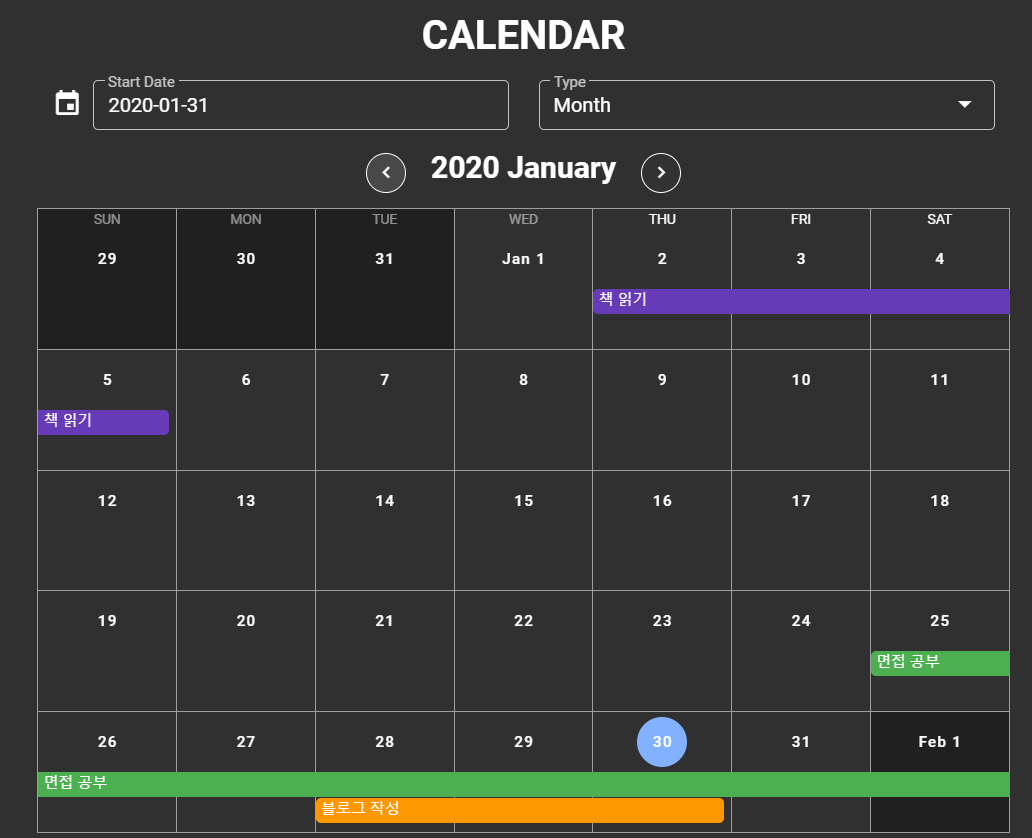 CALENDAR
Start Date
2020-01-31
Type
Month
2020 January
SUN MON TUE WED THU FRI SAT
29 30 31 Jan 1 2 3 4
책 읽기
5 6 7 8 9 10 11
책 읽기
12 13 14 15 16 17 18
19 20 21 22 23 24 25
면접 공부
26 27 28 29 30 31 Feb 1
면접 공부
블로그 작성